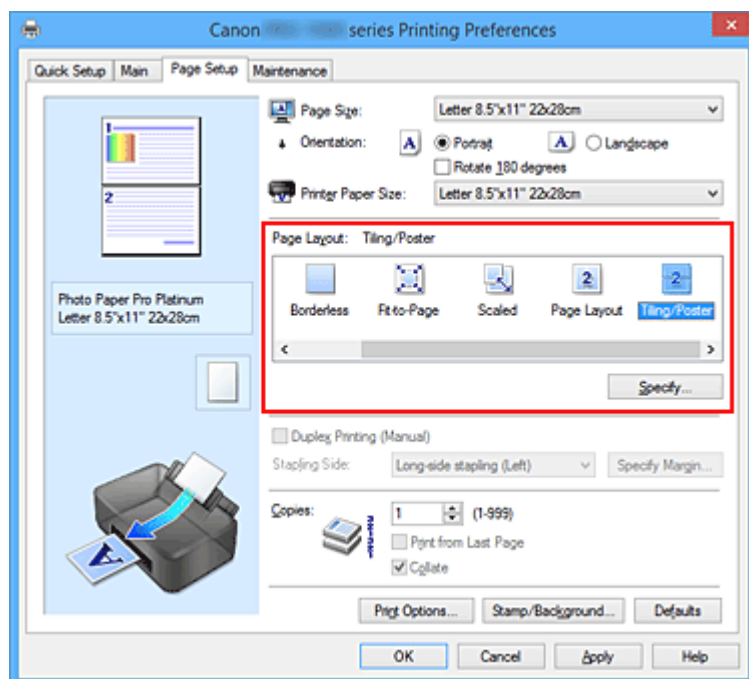 Canon series Printing Preferences
Quick Setup Main Page Setup Maintenance
Page Size: Letter 8.5"x11" 22x28cm
Orientation: A Portrait A Landscape
Rotate 180 degrees
Printer Paper Size: Letter 8.5"x11" 22x28cm
Page Layout: Tiling/Poster
Borderless Fit-to-Page Scaled Page Layout Tiling/Poster
Specify...
1
2
2
2
Photo Paper Pro Platinum
Letter 8.5"x11" 22x28cm
Duplex Printing (Manual)
Stapling Side: Long-side stapling (Left) Specify Margin...
Copies: 1 (1-999)
Print from Last Page
Collate
A
Print Options... Stamp/Background... Defaults
OK Cancel Apply Help